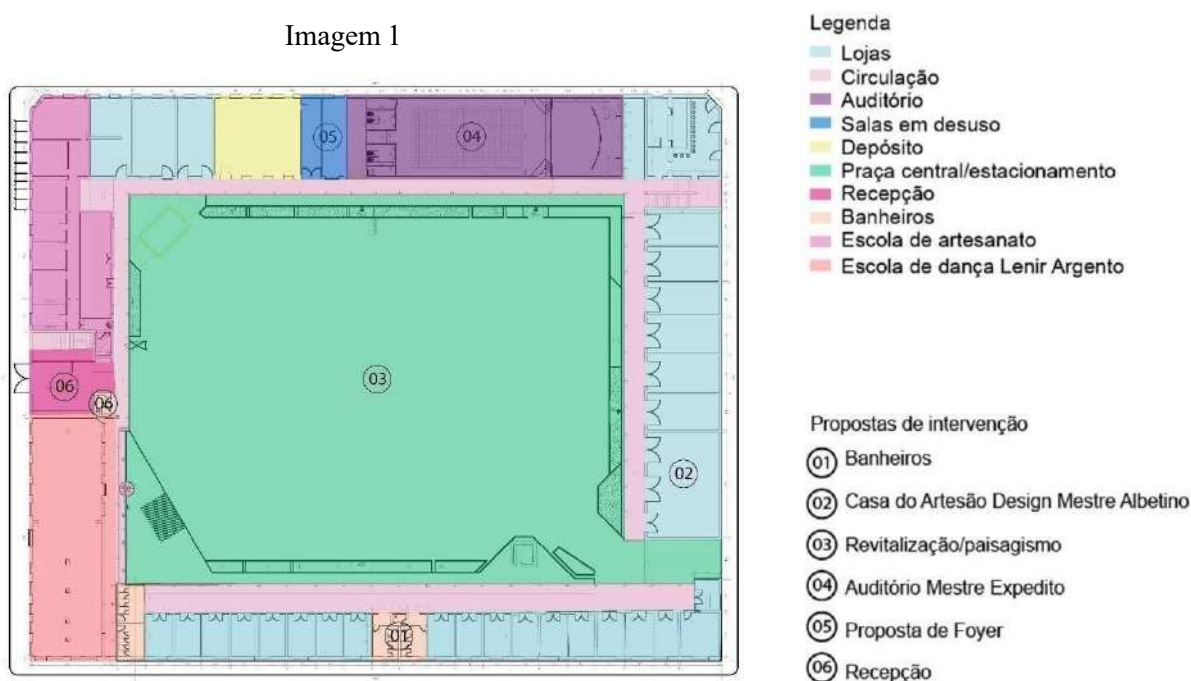 Imagem 1
Legenda
Lojas
Circulação
Auditório
Salas em desuso
Depósito
Praça central/estacionamento
Recepção
Banheiros
Escola de artesanato
Escola de dança Lenir Argento
05
04
06
06
03
02
01
Propostas de intervenção
01 Banheiros
02 Casa do Artesão Design Mestre Albetino
03 Revitalização/paisagismo
04 Auditório Mestre Expedito
05 Proposta de Foyer
06 Recepção